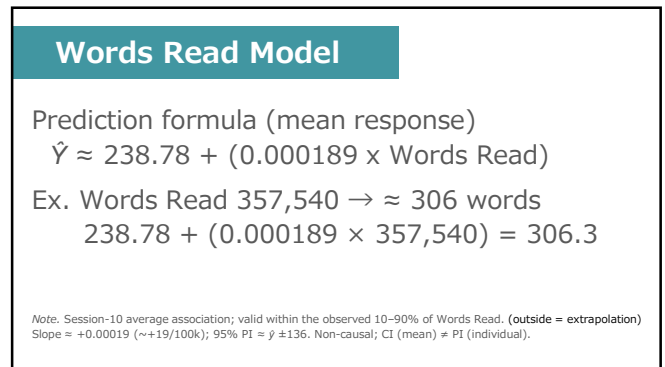 Words Read Model
Prediction formula (mean response)
Ŷ ≈ 238.78 + (0.000189 x Words Read)
Ex. Words Read 357,540 → ≈ 306 words
238.78 + (0.000189 × 357,540) = 306.3
Note. Session-10 average association; valid within the observed 10–90% of Words Read. (outside = extrapolation)
Slope ≈ +0.00019 (~+19/100k); 95% PI ≈ ŷ ±136. Non-causal; CI (mean) ≠ PI (individual).